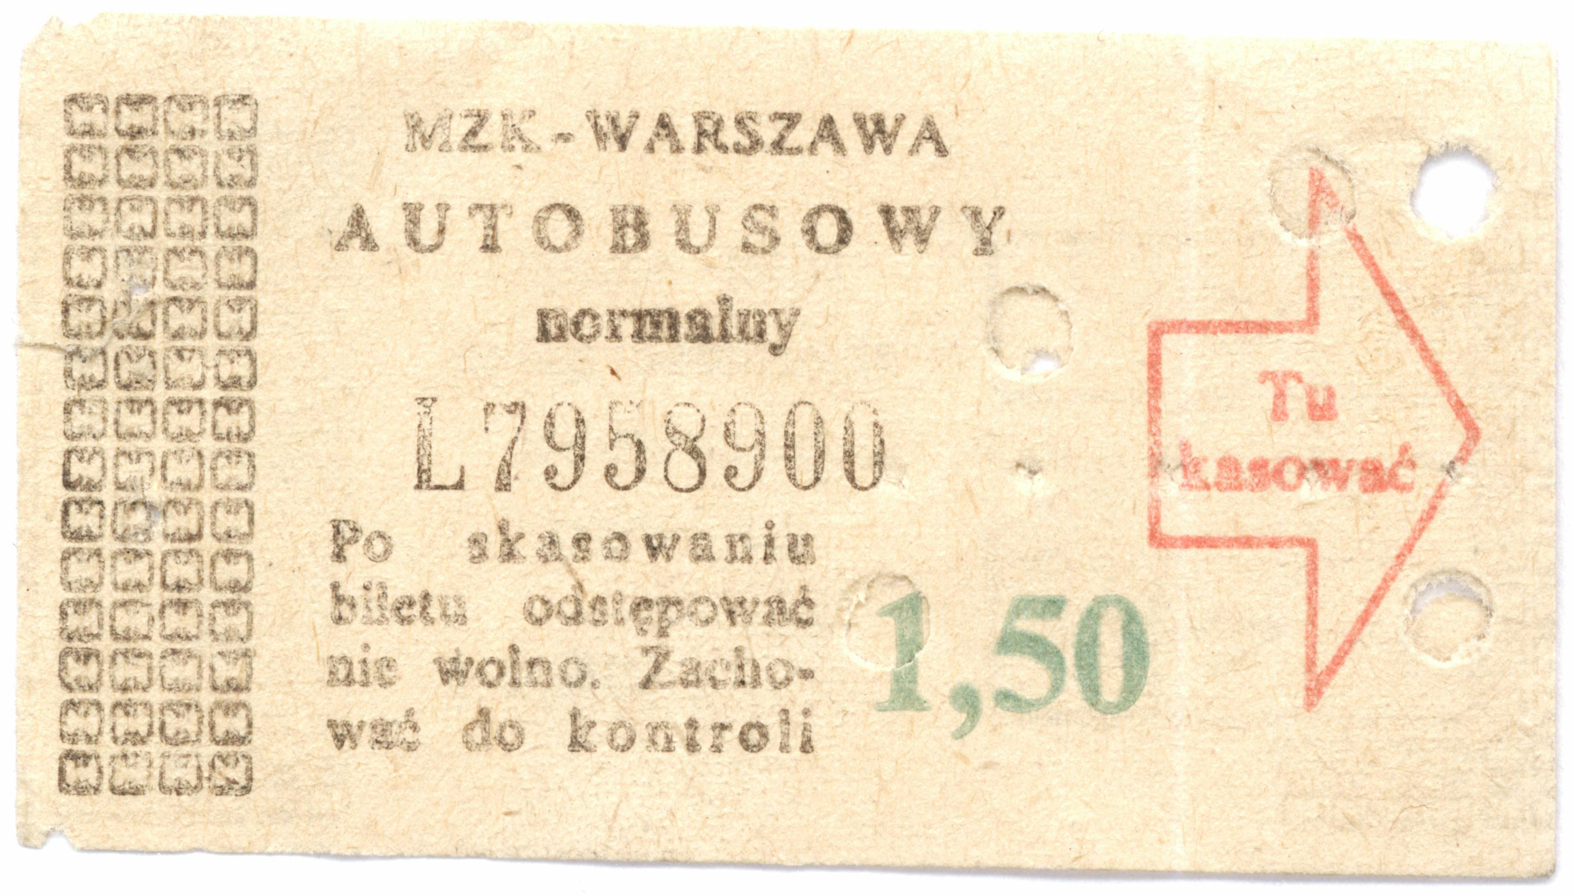 MZK-WARSZAWA
AUTOBUSOWY
normalny
L7958900
Po skasowaniu
biletu odstępować
nie wolno. Zacho-
wać do kontroli
1,50
Tu
kasować